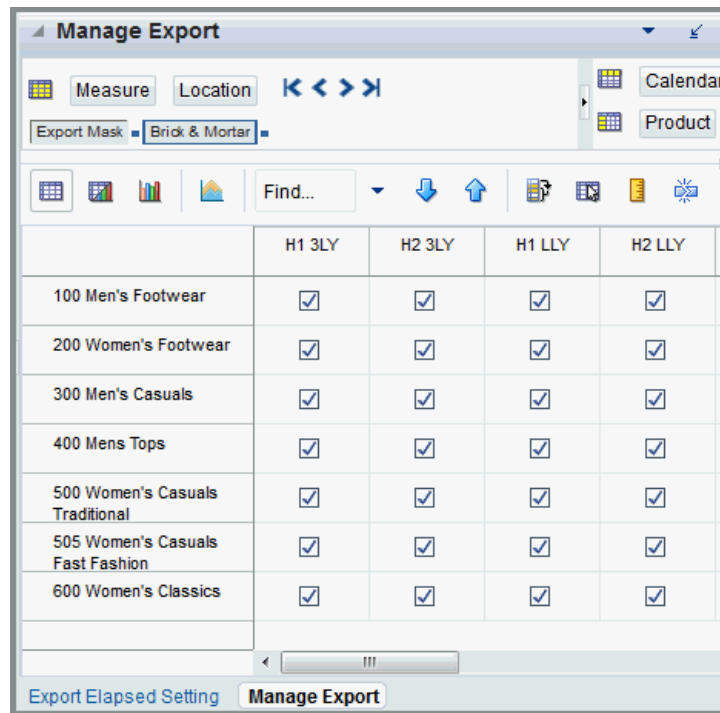 Manage Export
Measure Location Calendar
Export Mask Brick & Mortar Product
Find...
H1 3LY H2 3LY H1 LLY H2 LLY
100 Men's Footwear
200 Women's Footwear
300 Men's Casuals
400 Mens Tops
500 Women's Casuals
Traditional
505 Women's Casuals
Fast Fashion
600 Women's Classics
Export Elapsed Setting Manage Export